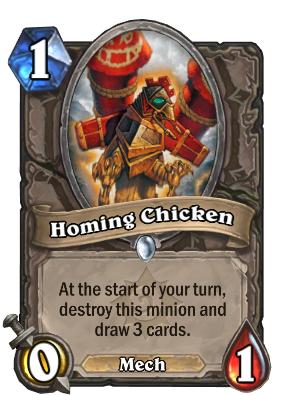 1
Homing Chicken
At the start of your turn,
destroy this minion and
draw 3 cards.
0
Mech
1